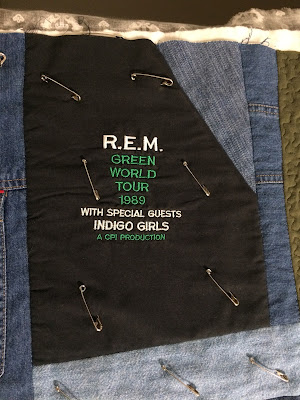 R.E.M.
GREEN
WORLD
TOUR
1989
WITH SPECIAL GUESTS
INDIGO GIRLS
A CPI PRODUCTION